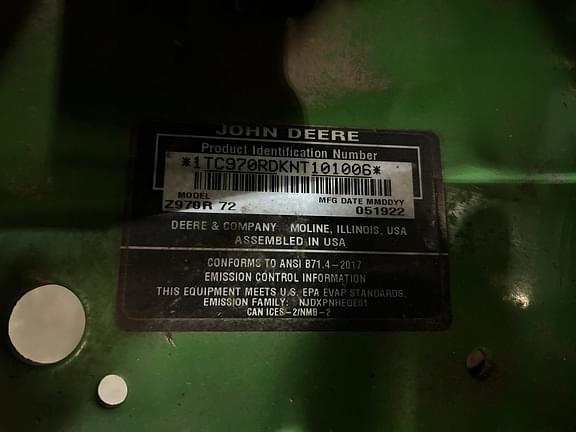 JOHN DEERE
Product Identification Number
*1TC970RDKNT101006*
MODEL MFG DATE MMDDYY
Z970R 72 051922
DEERE & COMPANY MOLINE, ILLINOIS, USA
ASSEMBLED IN USA
CONFORMS TO ANSI B71.4-2017
EMISSION CONTROL INFORMATION
THIS EQUIPMENT MEETS U.S. EPA EVAP STANDARDS.
EMISSION FAMILY: NJDXPNHEQE01
CAN ICES-2/NMB-2